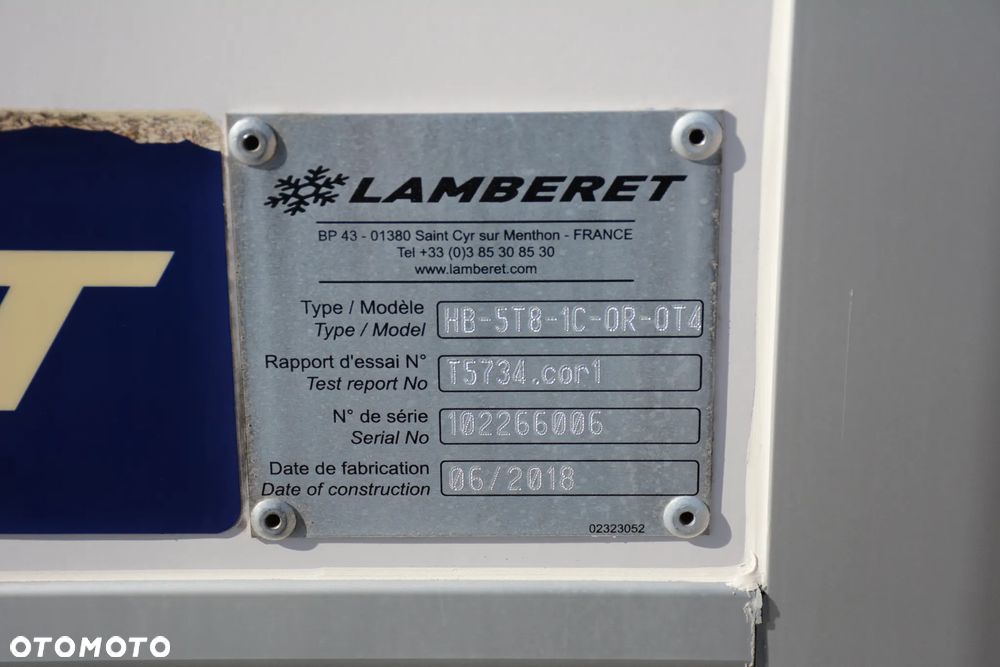 T
LAMBERET
BP 43 - 01380 Saint Cyr sur Menthon - FRANCE
Tel +33 (0)3 85 30 85 30
www.lamberet.com
Type / Modèle
Type / Model
HB-5T8-1C-0R-0T4
Rapport d'essai N°
Test report No
T5734.cor1
N° de série
Serial No
102266006
Date de fabrication
Date of construction
06/2018
02323052
OTOMOTO